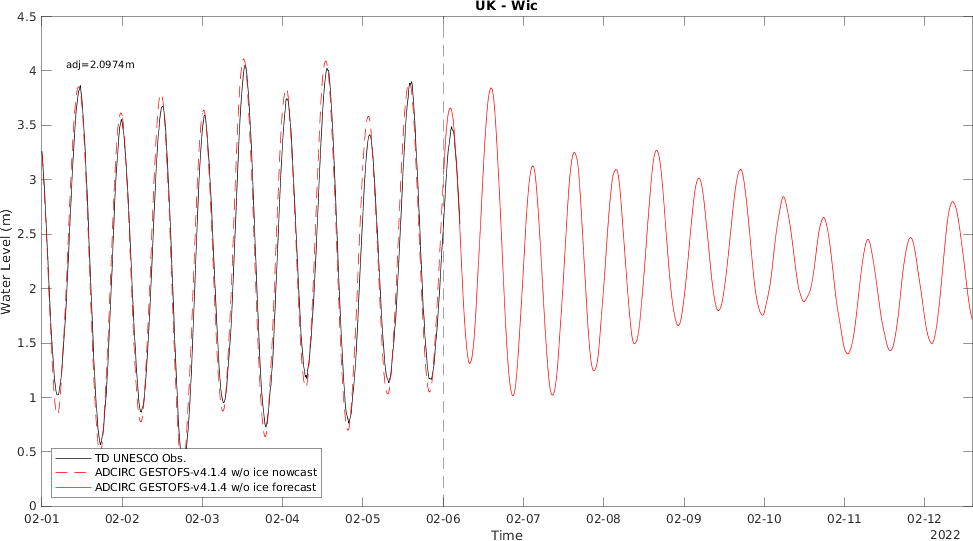 UK - Wic
4.5
4
3.5
3
2.5
2
1.5
1
0.5
0
Water Level (m)
adj=2.0974m
TD UNESCO Obs.
ADCIRC GESTOFS-v4.1.4 w/o ice nowcast
ADCIRC GESTOFS-v4.1.4 w/o ice forecast
02-01 02-02 02-03 02-04 02-05 02-06 02-07 02-08 02-09 02-10 02-11 02-12
Time
2022